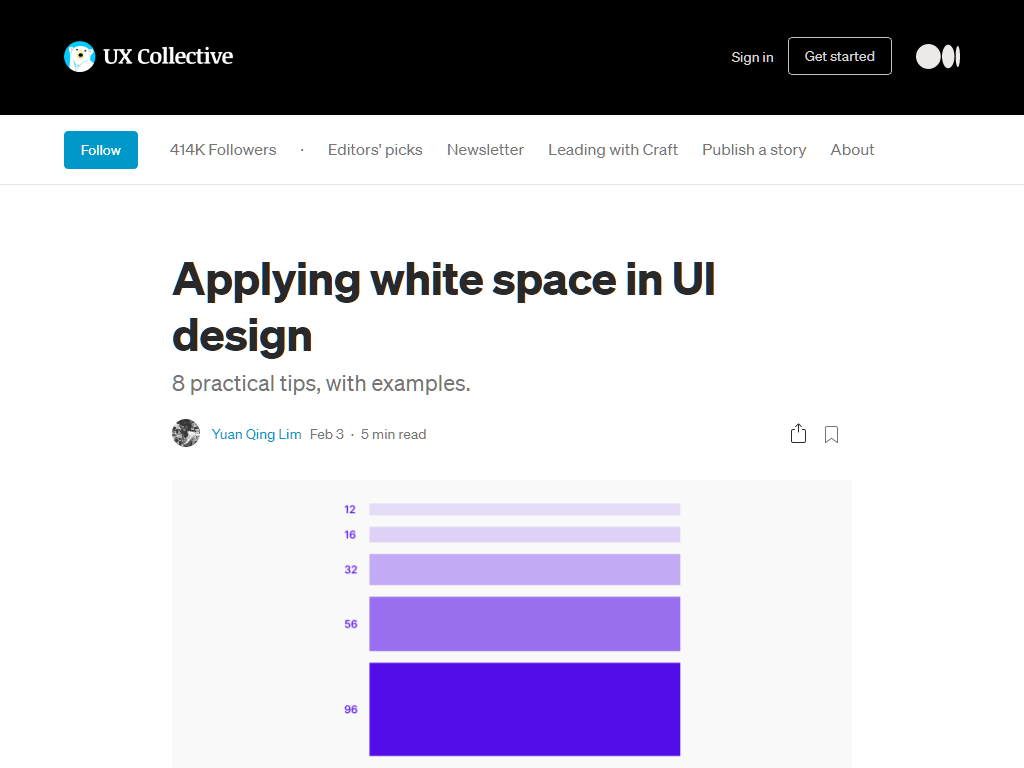 UX Collective
Sign in
Get started
Follow
414K Followers · Editors' picks Newsletter Leading with Craft Publish a story About
Applying white space in UI
design
8 practical tips, with examples.
Yuan Qing Lim Feb 3 · 5 min read
12
16
32
56
96